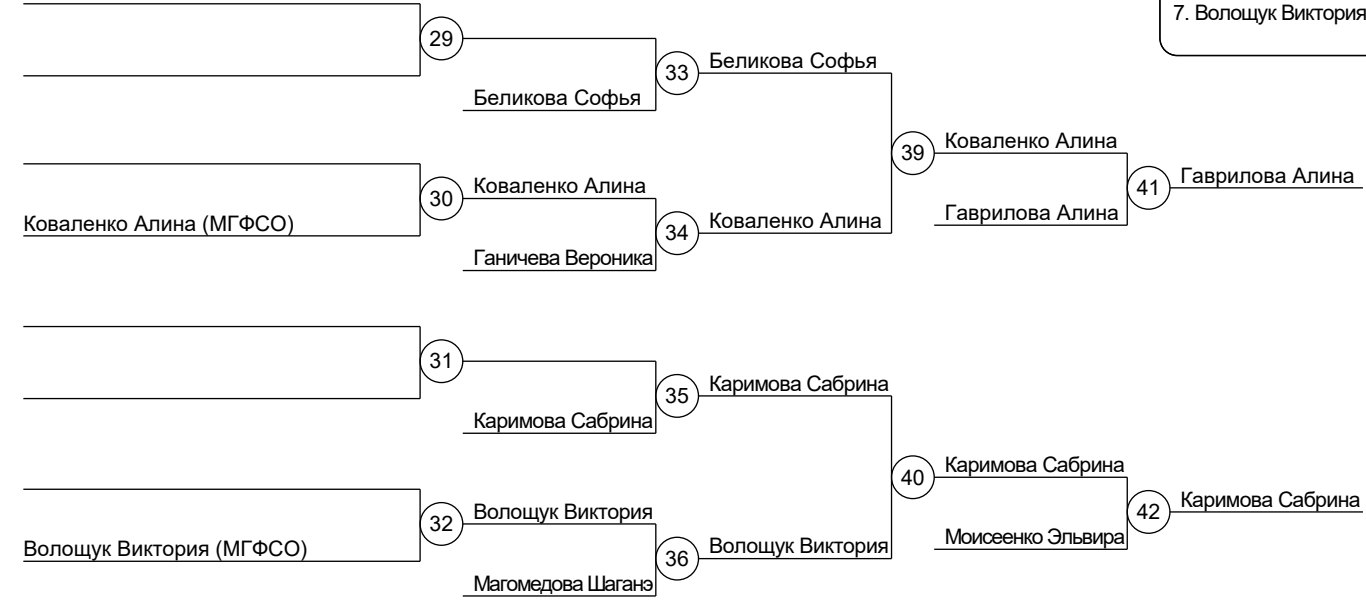 7. Волощук Виктория
29
Беликова Софья
33
Беликова Софья
Коваленко Алина (МГФСО)
30
Коваленко Алина
Ганичева Вероника
34
Коваленко Алина
39
Коваленко Алина
Гаврилова Алина
41
Гаврилова Алина
31
Каримова Сабрина
35
Каримова Сабрина
Волощук Виктория (МГФСО)
32
Волощук Виктория
Магомедова Шаганэ
36
Волощук Виктория
40
Каримова Сабрина
Моисеенко Эльвира
42
Каримова Сабрина